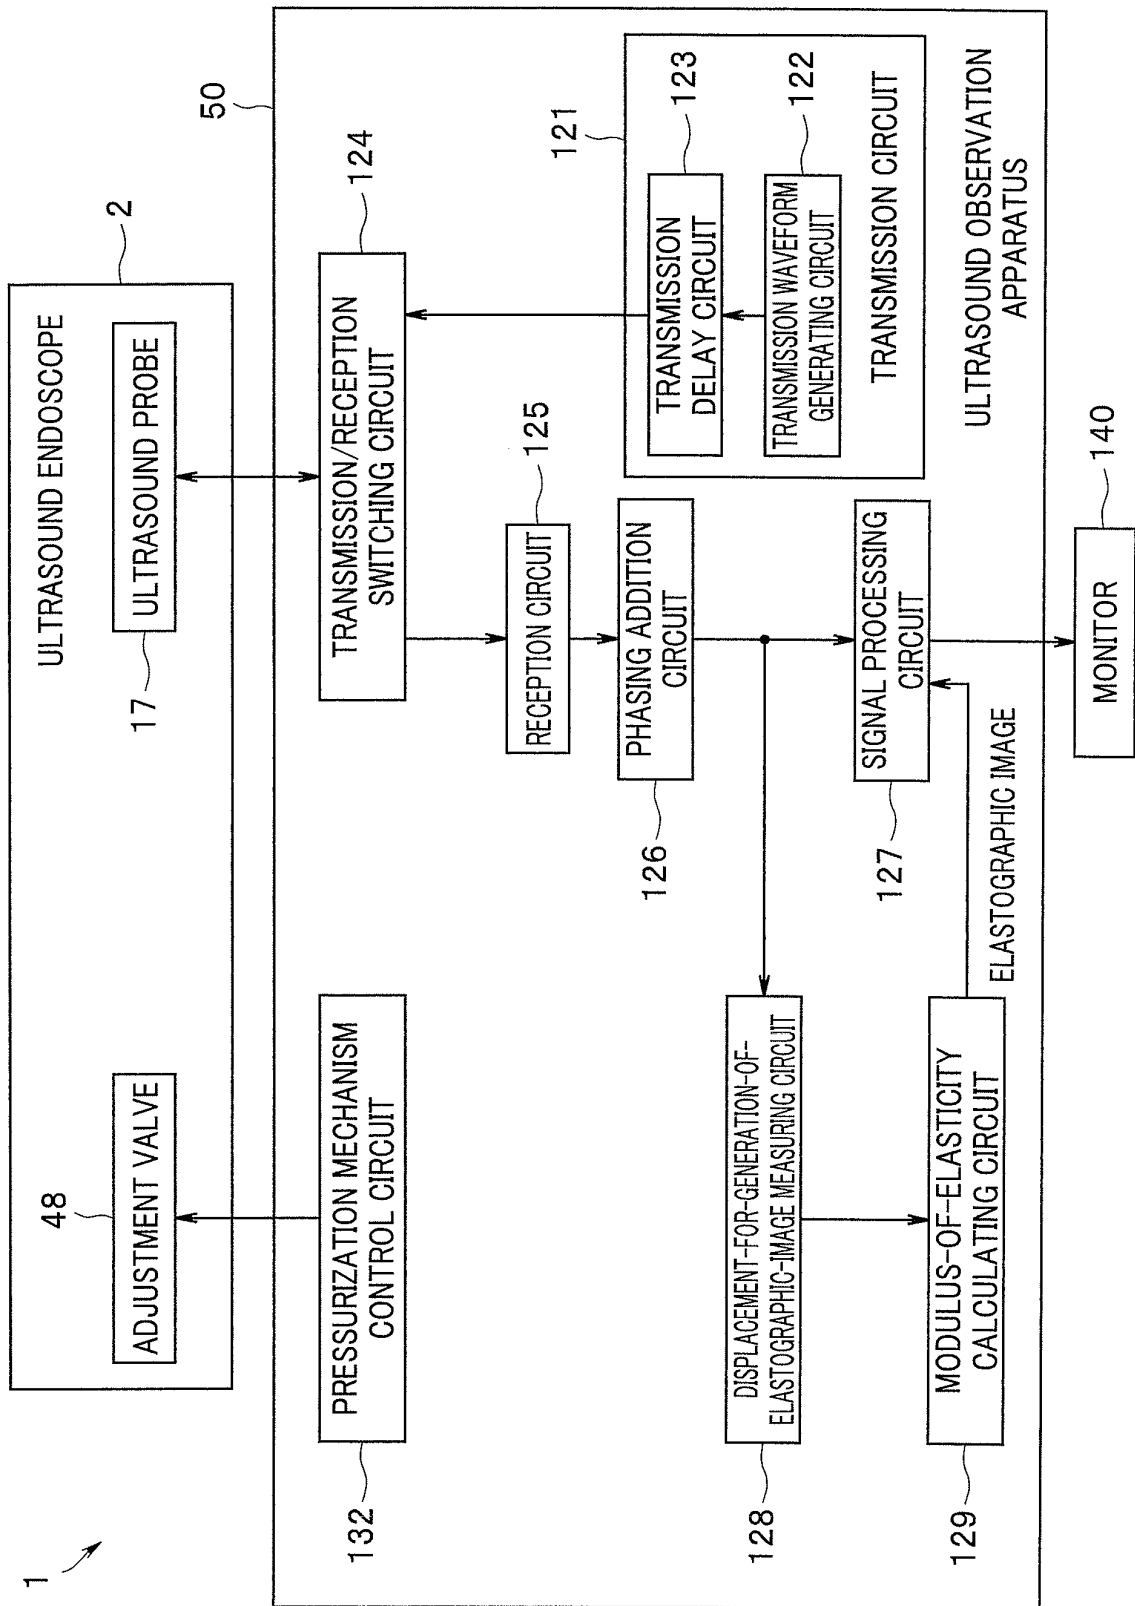 1
2
ULTRASOUND ENDOSCOPE
48
ADJUSTMENT VALVE
17
ULTRASOUND PROBE
50
132
PRESSURIZATION MECHANISM
CONTROL CIRCUIT
124
TRANSMISSION/RECEPTION
SWITCHING CIRCUIT
125
RECEPTION CIRCUIT
121
123
TRANSMISSION
DELAY CIRCUIT
122
TRANSMISSION WAVEFORM
GENERATING CIRCUIT
TRANSMISSION CIRCUIT
126
PHASING ADDITION
CIRCUIT
128
DISPLACEMENT-FOR-GENERATION-OF-
ELASTOGRAPHIC-IMAGE MEASURING CIRCUIT
127
SIGNAL PROCESSING
CIRCUIT
129
MODULUS-OF-ELASTICITY
CALCULATING CIRCUIT
ELASTOGRAPHIC IMAGE
ULTRASOUND OBSERVATION
APPARATUS
140
MONITOR